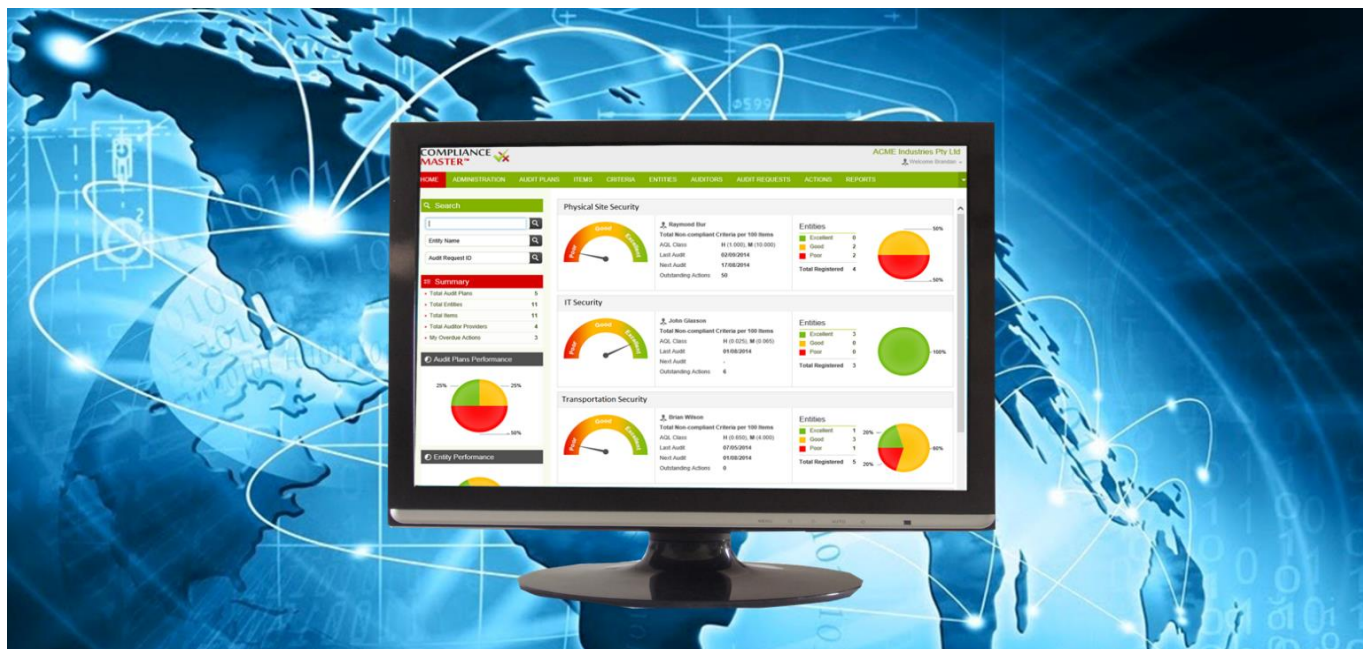 COMPLIANCE
MASTER™
ACME Industries Pty Ltd
Welcome Brandon
HOME ADMINISTRATION AUDIT PLANS ITEMS CRITERIA ENTITIES AUDITORS AUDIT REQUESTS ACTIONS REPORTS
Search
Entity Name
Audit Request ID
Summary
Total Audit Plans 5
Total Entities 11
Total Items 11
Total Auditor Providers 4
My Overdue Actions 3
Audit Plans Performance
25% 25%
50%
Entity Performance
Physical Site Security
Poor Good Excellent
Raymond Bur
Total Non-compliant Criteria per 100 Items
AQL Class H (1.000), M (10.000)
Last Audit 02/09/2014
Next Audit 17/08/2014
Outstanding Actions 50
Entities
Excellent 0
Good 2
Poor 2
Total Registered 4
50%
50%
IT Security
Poor Good Excellent
John Glasson
Total Non-compliant Criteria per 100 Items
AQL Class H (0.025), M (0.065)
Last Audit 01/08/2014
Next Audit -
Outstanding Actions 6
Entities
Excellent 3
Good 0
Poor 0
Total Registered 3
100%
Transportation Security
Poor Good Excellent
Brian Wilson
Total Non-compliant Criteria per 100 Items
AQL Class H (0.650), M (4.000)
Last Audit 07/05/2014
Next Audit 01/08/2014
Outstanding Actions 0
Entities
Excellent 1
Good 3
Poor 1
Total Registered 5
20%
60%
20%
ø599